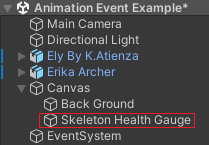 Animation Event Example*
Main Camera
Directional Light
Ely By K.Atienza
Erika Archer
Canvas
Back Ground
Skeleton Health Gauge
EventSystem